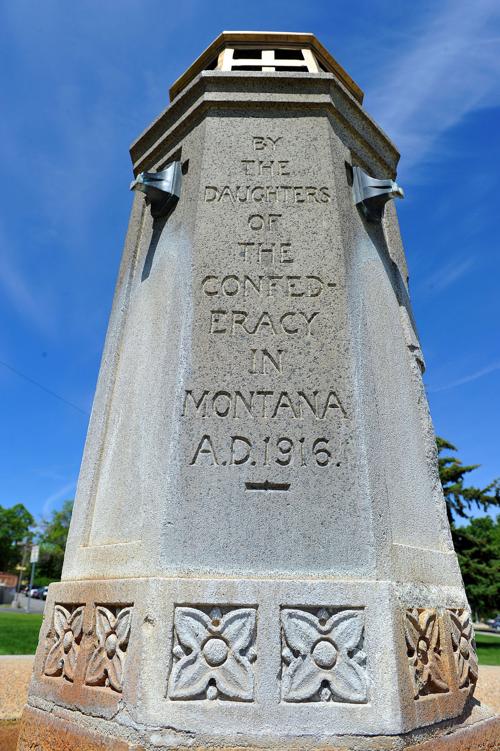 BY
THE
DAUGHTERS
OF
THE
CONFED-
ERACY
IN
MONTANA
A.D.1916.